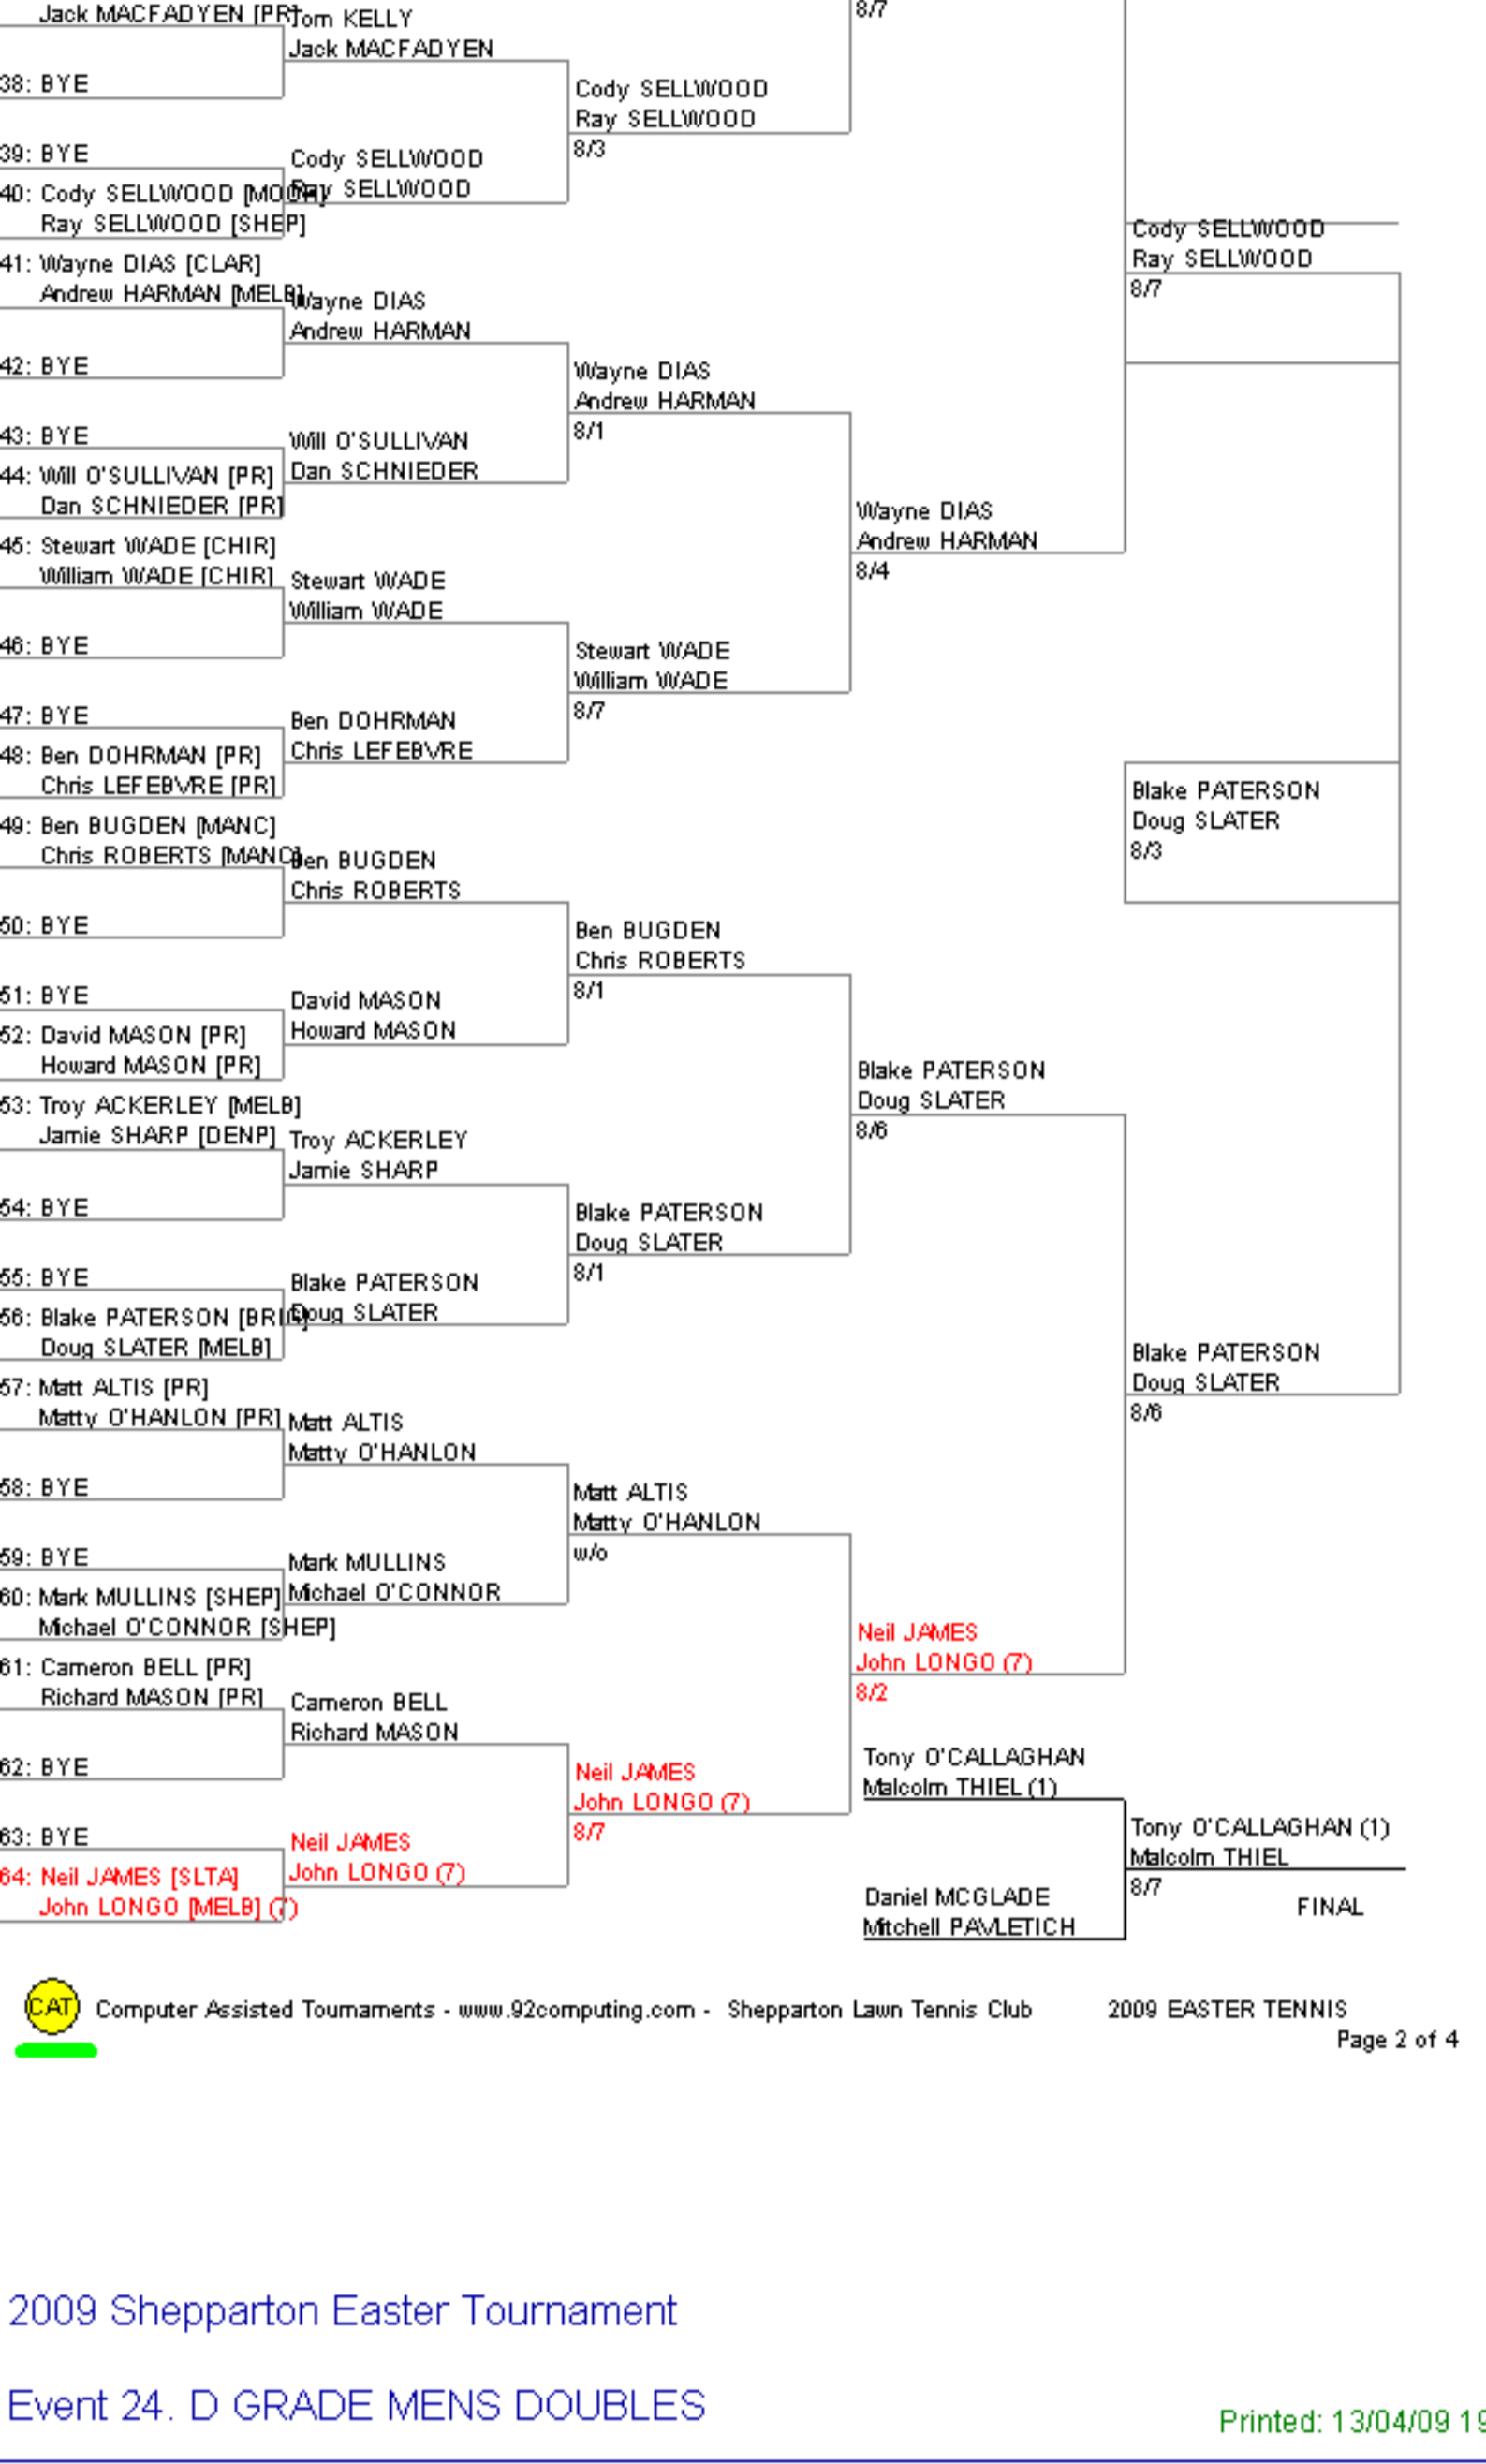 Jack MACFADYEN [PR]
Tom KELLY
Jack MACFADYEN
8/7
38: BYE
Cody SELLWOOD
Ray SELLWOOD
8/3
39: BYE
Cody SELLWOOD
Ray SELLWOOD
40: Cody SELLWOOD [MOOR]
Ray SELLWOOD [SHEP]
Cody SELLWOOD
Ray SELLWOOD
8/7
41: Wayne DIAS [CLAR]
Andrew HARMAN [MELB]
Wayne DIAS
Andrew HARMAN
42: BYE
Wayne DIAS
Andrew HARMAN
8/1
43: BYE
Will O'SULLIVAN
Dan SCHNIEDER
44: Will O'SULLIVAN [PR]
Dan SCHNIEDER [PR]
Wayne DIAS
Andrew HARMAN
8/4
45: Stewart WADE [CHIR]
William WADE [CHIR]
Stewart WADE
William WADE
46: BYE
Stewart WADE
William WADE
8/7
47: BYE
Ben DOHRMAN
Chris LEFEBVRE
48: Ben DOHRMAN [PR]
Chris LEFEBVRE [PR]
Blake PATERSON
Doug SLATER
8/3
49: Ben BUGDEN [MANC]
Chris ROBERTS [MANC]
Ben BUGDEN
Chris ROBERTS
50: BYE
Ben BUGDEN
Chris ROBERTS
8/1
51: BYE
David MASON
Howard MASON
52: David MASON [PR]
Howard MASON [PR]
Blake PATERSON
Doug SLATER
8/6
53: Troy ACKERLEY [MELB]
Jamie SHARP [DENP]
Troy ACKERLEY
Jamie SHARP
54: BYE
Blake PATERSON
Doug SLATER
8/1
55: BYE
Blake PATERSON
Doug SLATER
56: Blake PATERSON
Doug SLATER [MELB]
Blake PATERSON
Doug SLATER
8/6
57: Matt ALTIS [PR]
Matty O'HANLON [PR]
Matt ALTIS
Matty O'HANLON
58: BYE
Matt ALTIS
Matty O'HANLON
w/o
59: BYE
Mark MULLINS
Michael O'CONNOR
60: Mark MULLINS [SHEP]
Michael O'CONNOR [SHEP]
Neil JAMES
John LONGO (7)
8/2
61: Cameron BELL [PR]
Richard MASON [PR]
Cameron BELL
Richard MASON
62: BYE
Neil JAMES
John LONGO (7)
8/7
63: BYE
Neil JAMES
John LONGO (7)
64: Neil JAMES [SLTA]
John LONGO [MELB] (7)
Tony O'CALLAGHAN
Malcolm THIEL (1)
Tony O'CALLAGHAN (1)
Malcolm THIEL
8/7
Daniel MCGLADE
Mitchell PAVLETICH
FINAL
CAT
Computer Assisted Tournaments - www.92computing.com - Shepparton Lawn Tennis Club 2009 EASTER TENNIS
Page 2 of 4
2009 Shepparton Easter Tournament
Event 24. D GRADE MENS DOUBLES
Printed: 13/04/09 19